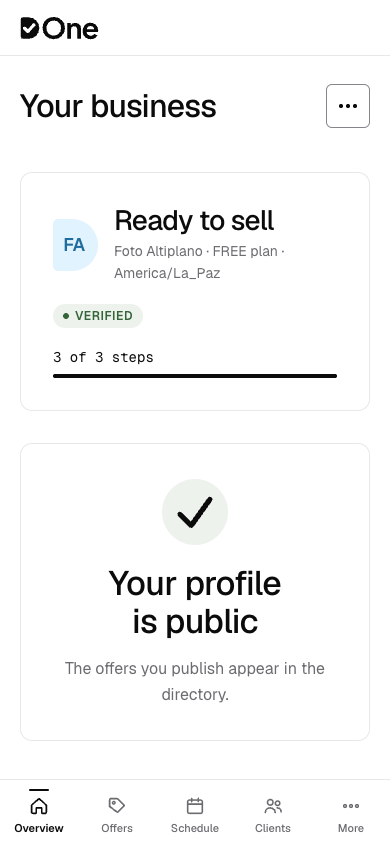 One
Your business
FA
Ready to sell
Foto Altiplano · FREE plan ·
America/La_Paz
VERIFIED
3 of 3 steps
Your profile
is public
The offers you publish appear in the
directory.
Overview
Offers
Schedule
Clients
More